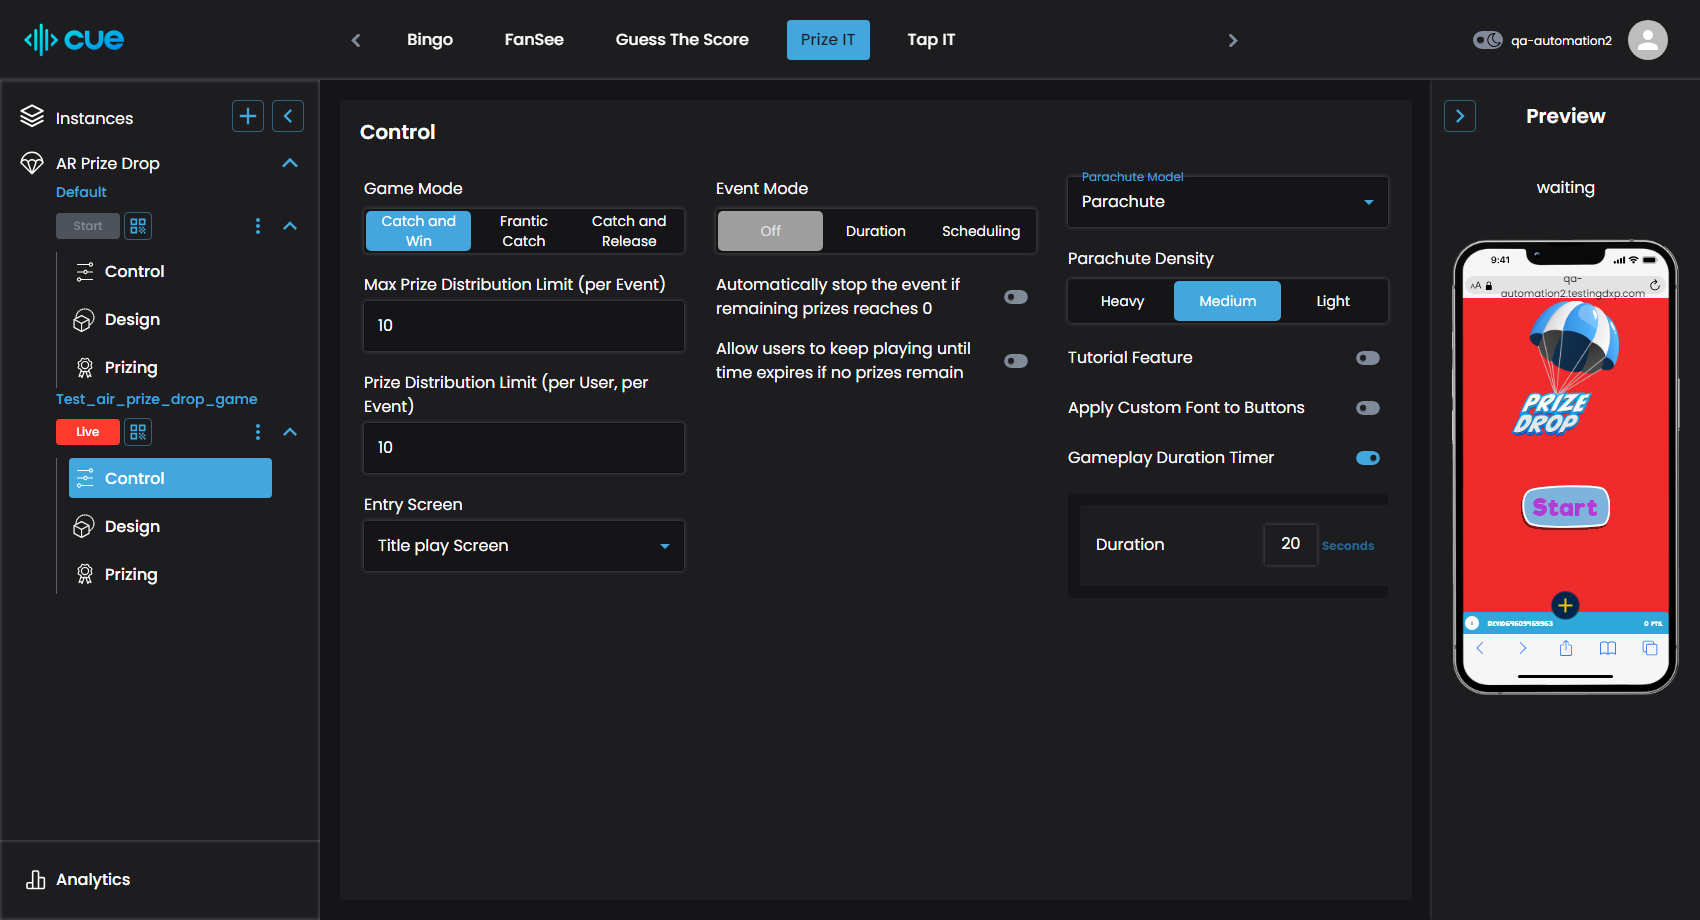 cue
Bingo
FanSee
Guess The Score
Prize IT
Tap IT
qa-automation2
Instances
AR Prize Drop
Default
Start
Control
Design
Prizing
Test_air_prize_drop_game
Live
Control
Design
Prizing
Analytics
Control
Game Mode
Catch and
Win
Frantic
Catch
Catch and
Release
Max Prize Distribution Limit (per Event)
10
Prize Distribution Limit (per User, per
Event)
10
Entry Screen
Title play Screen
Event Mode
Off
Duration
Scheduling
Automatically stop the event if
remaining prizes reaches 0
Allow users to keep playing until
time expires if no prizes remain
Parachute Model
Parachute
Parachute Density
Heavy
Medium
Light
Tutorial Feature
Apply Custom Font to Buttons
Gameplay Duration Timer
Duration
20
Seconds
Preview
waiting
9:41
AA
qa-
automation2.testingdxp.com
PRIZE
DROP
Start
0 PTS.